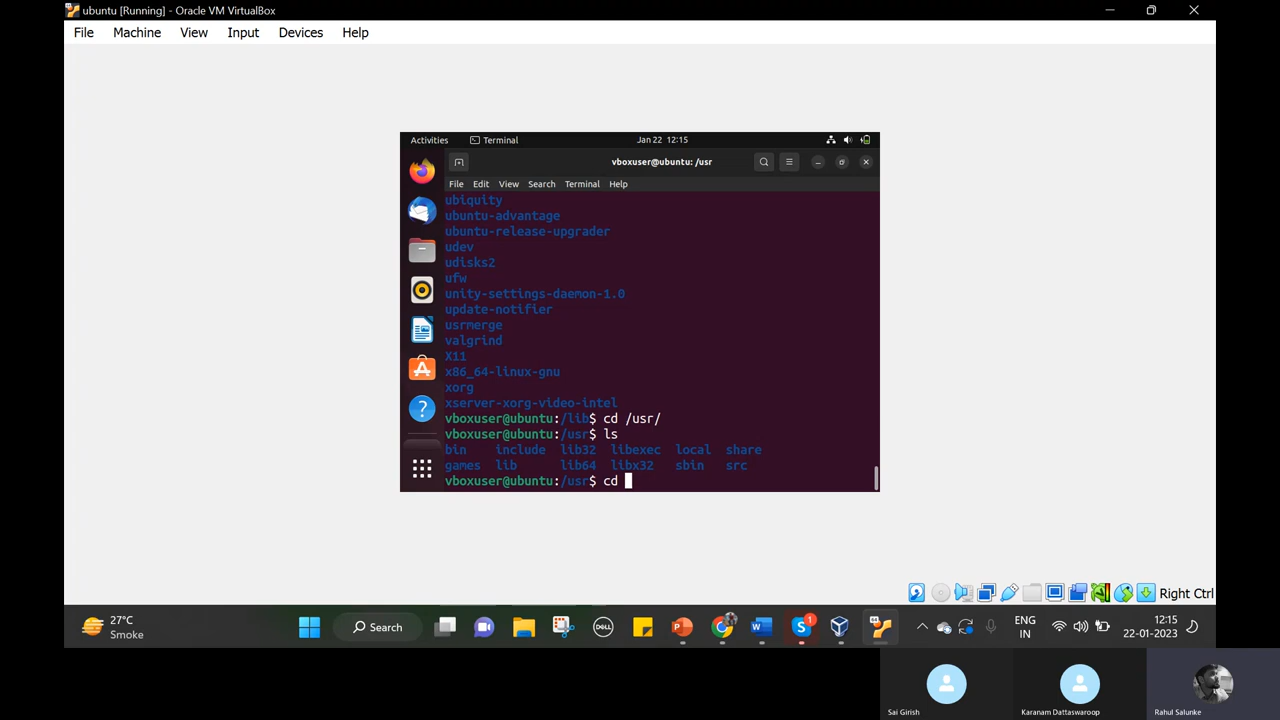 ubuntu [Running] - Oracle VM VirtualBox
File Machine View Input Devices Help
Activities Terminal Jan 22 12:15
vboxuser@ubuntu: /usr
File Edit View Search Terminal Help
ubiquity
ubuntu-advantage
ubuntu-release-upgrader
udev
udisks2
ufw
unity-settings-daemon-1.0
update-notifier
usrmerge
valgrind
X11
x86_64-linux-gnu
xorg
xserver-xorg-video-intel
vboxuser@ubuntu:/lib$ cd /usr/
vboxuser@ubuntu:/usr$ ls
bin include lib32 libexec local share
games lib lib64 libx32 sbin src
vboxuser@ubuntu:/usr$ cd
Right Ctrl
27°C
Smoke
Search
DELL
1
ENG
IN
12:15
22-01-2023
Sai Girish
Karanam Dattaswaroop
Rahul Salunke